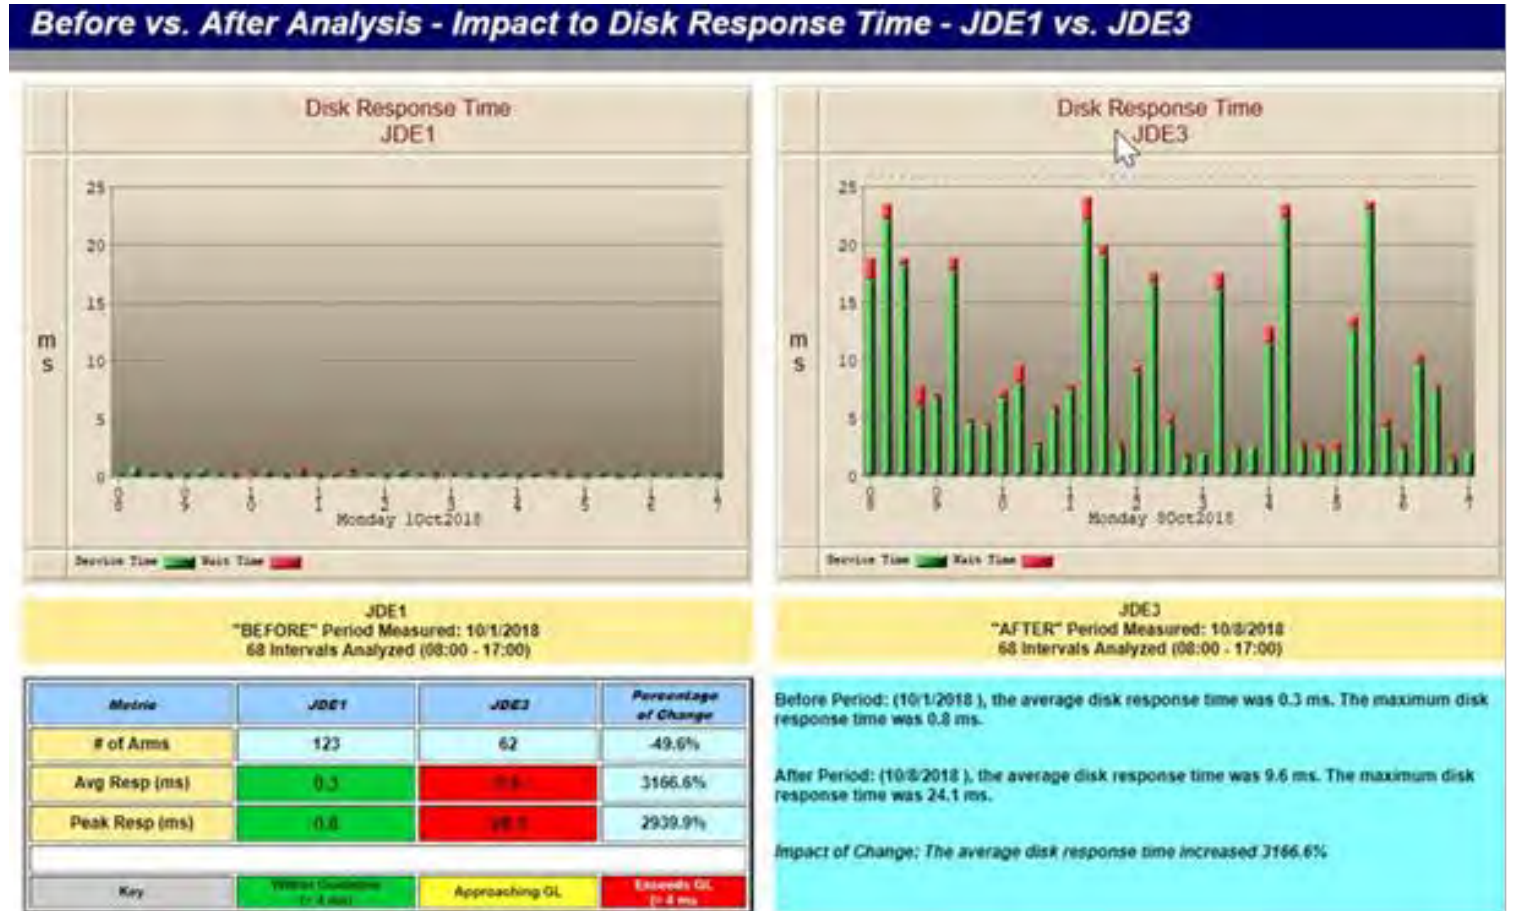 Before vs. After Analysis - Impact to Disk Response Time - JDE1 vs. JDE3
Disk Response Time
JDE1
25
20
15
10
5
0
m
s
Monday 1Oct2018
Service Time Wait Time
Disk Response Time
JDE3
25
20
15
10
5
0
m
s
Monday 8Oct2018
Service Time Wait Time
JDE1
"BEFORE" Period Measured: 10/1/2018
68 Intervals Analyzed (08:00 - 17:00)
JDE3
"AFTER" Period Measured: 10/8/2018
68 Intervals Analyzed (08:00 - 17:00)
Metric JDE1 JDE3 Percentage
of Change
# of Arms 123 62 -49.6%
Avg Resp (ms) 0.3 3166.6%
Peak Resp (ms) 0.8 2939.9%
Key Within Guideline Approaching GL Exceeds GL
(> 4 ms
Before Period: (10/1/2018 ), the average disk response time was 0.3 ms. The maximum disk
response time was 0.8 ms.
After Period: (10/8/2018 ), the average disk response time was 9.6 ms. The maximum disk
response time was 24.1 ms.
Impact of Change: The average disk response time increased 3166.6%